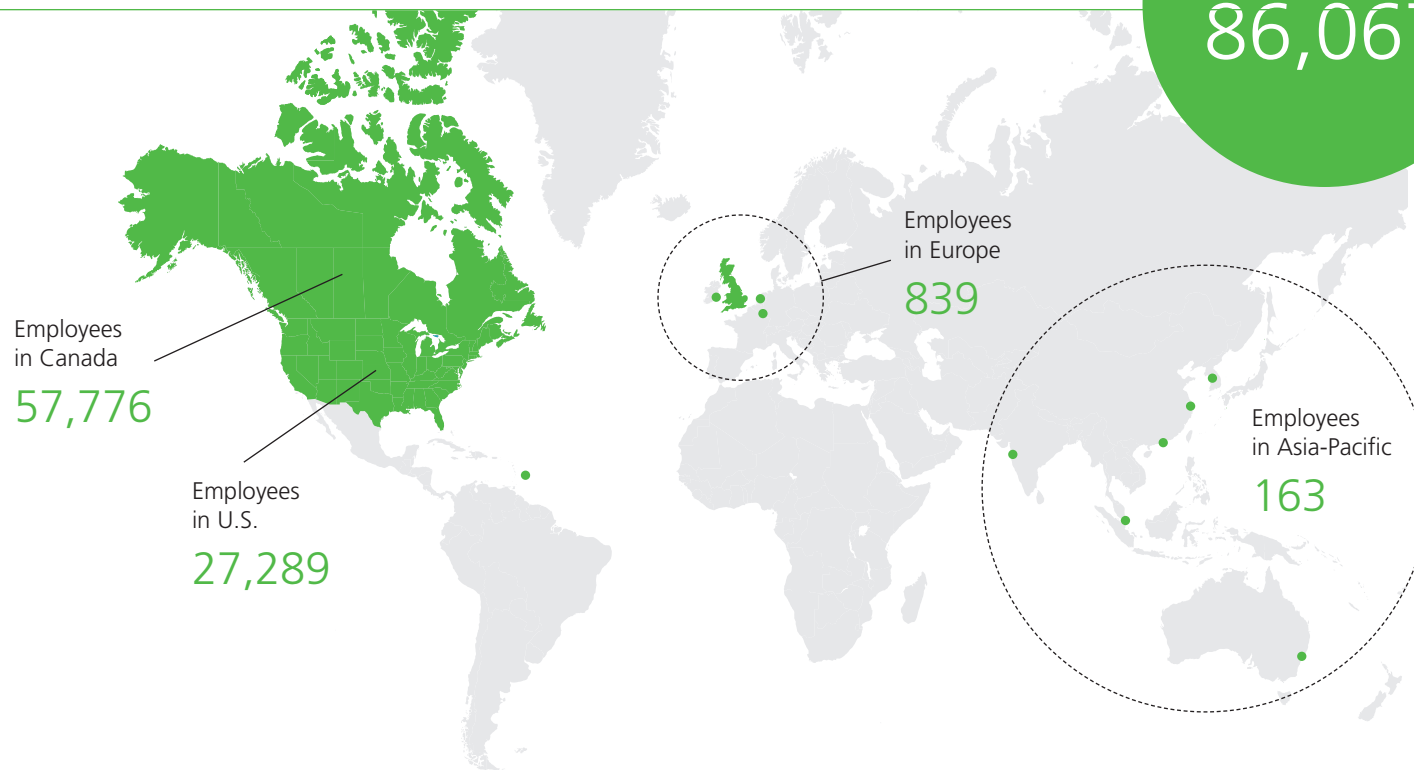 86,067
Employees
in Europe
839
Employees
in Canada
57,776
Employees
in Asia-Pacific
163
Employees
in U.S.
27,289